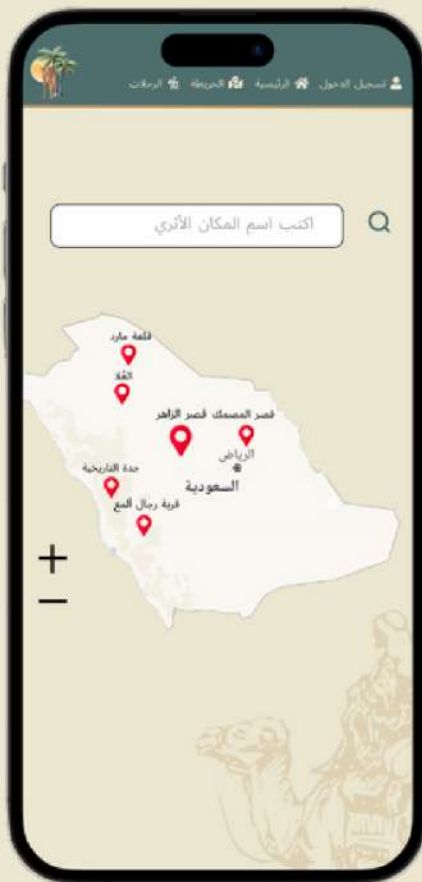 تسجيل الدخول الرئيسية الخريطة الرحلات
اكتب اسم المكان الأثري
قلعة مارد
العُلا
قصر المصمك
قصر الزاهر
الرياض
جدة التاريخية
السعودية
قرية رجال ألمع